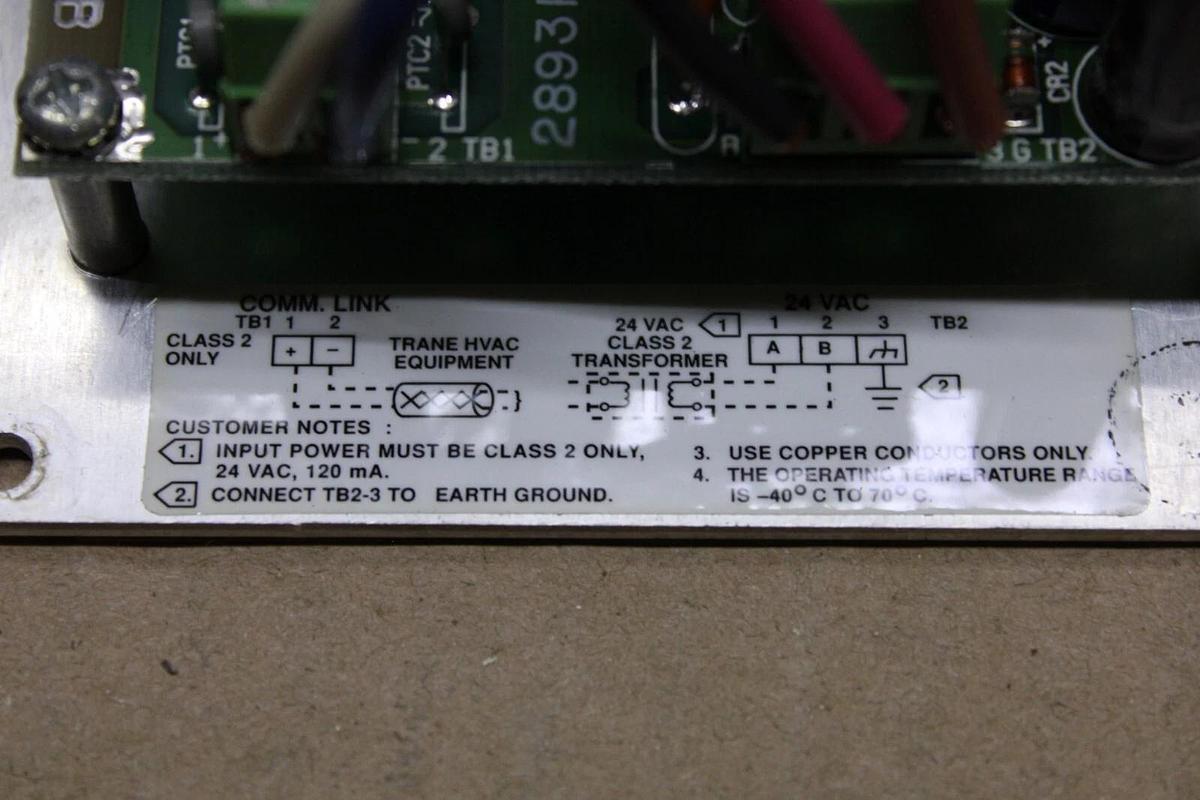 B
PTC1
PTC2
2893
CR2
+
1 +
- 2 TB1
R
3 G TB2
COMM. LINK
TB1 1 2
CLASS 2
ONLY
+ -
TRANE HVAC
EQUIPMENT
24 VAC
24 VAC 1
CLASS 2
TRANSFORMER
1 2 3 TB2
A B
2
CUSTOMER NOTES :
1. INPUT POWER MUST BE CLASS 2 ONLY,
24 VAC, 120 mA.
2. CONNECT TB2-3 TO EARTH GROUND.
3. USE COPPER CONDUCTORS ONLY.
4. THE OPERATING TEMPERATURE RANGE
IS -40° C TO 70° C.